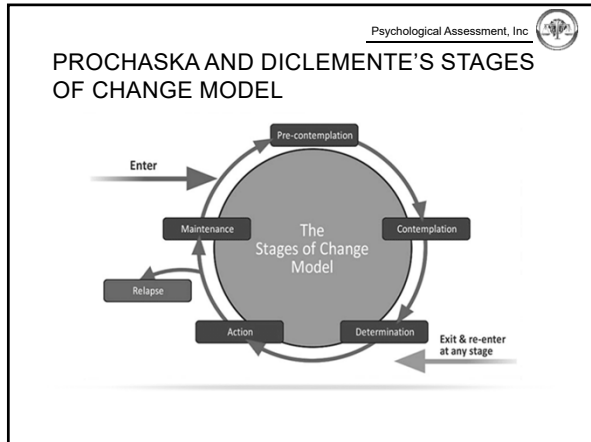 Psychological Assessment, Inc
PROCHASKA AND DICLEMENTE’S STAGES
OF CHANGE MODEL
Pre-contemplation
Enter
Maintenance
The
Stages of Change
Model
Contemplation
Relapse
Action
Determination
Exit & re-enter
at any stage